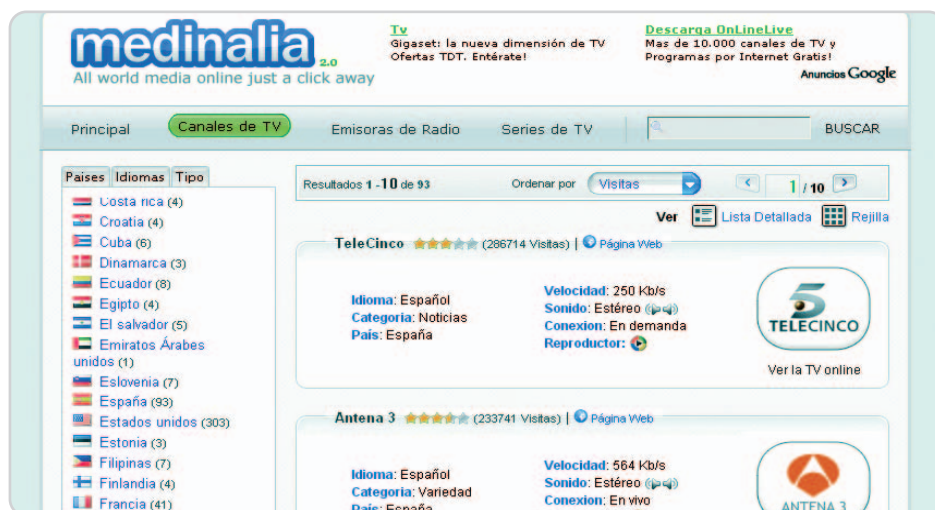 medinalia 2.0
All world media online just a click away
Tv
Gigaset: la nueva dimensión de TV
Ofertas TDT. Entérate!
Descarga OnLineLive
Mas de 10.000 canales de TV y
Programas por Internet Gratis!
Anuncios Google
Principal
Canales de TV
Emisoras de Radio
Series de TV
BUSCAR
Paises Idiomas Tipo
Costa rica (4)
Croatia (4)
Cuba (6)
Dinamarca (3)
Ecuador (8)
Egipto (4)
El salvador (5)
Emiratos Árabes
unidos (1)
Eslovenia (7)
España (93)
Estados unidos (303)
Estonia (3)
Filipinas (7)
Finlandia (4)
Francia (41)
Resultados 1 -10 de 93
Ordenar por Visitas
1 / 10
Ver Lista Detallada Rejilla
TeleCinco (286714 Visitas) | Página Web
Idioma: Español
Categoria: Noticias
País: España
Velocidad: 250 Kb/s
Sonido: Estéreo
Conexion: En demanda
Reproductor:
5
TELECINCO
Ver la TV online
Antena 3 (233741 Visitas) | Página Web
Idioma: Español
Categoria: Variedad
País: España
Velocidad: 564 Kb/s
Sonido: Estéreo
Conexion: En vivo
ANTENA 3